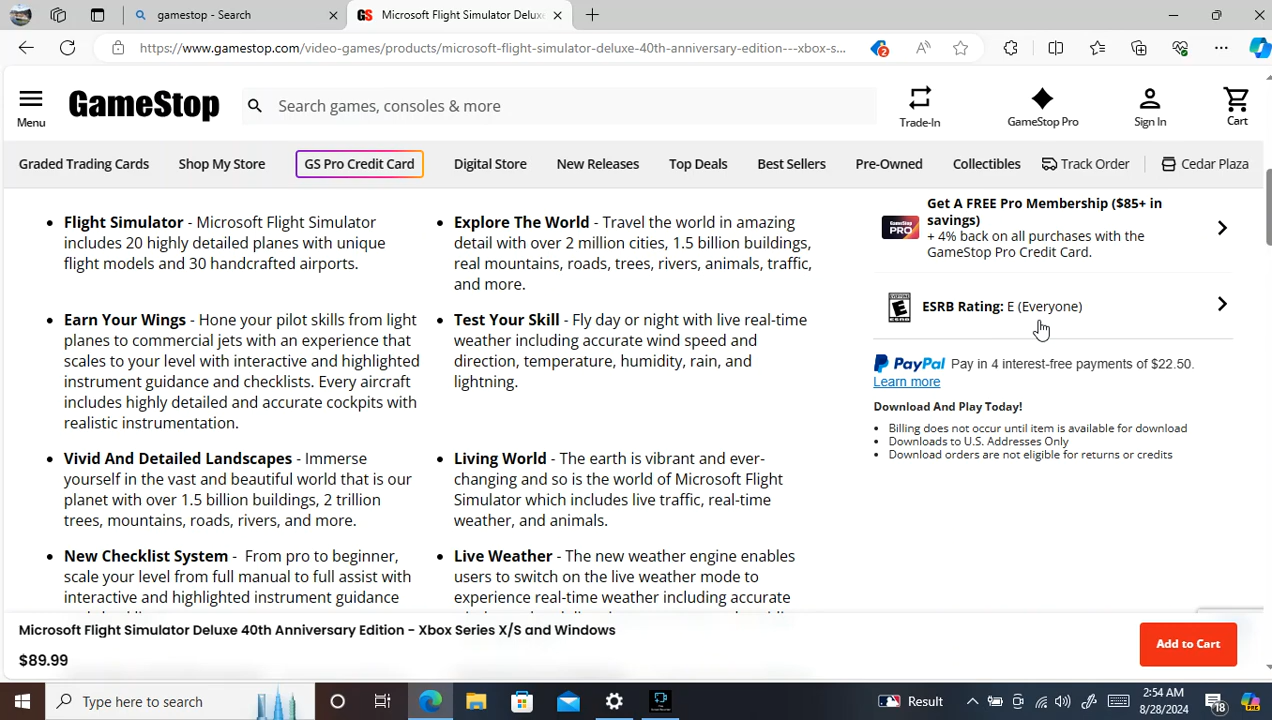 gamestop - Search
GS Microsoft Flight Simulator Delux
https://www.gamestop.com/video-games/products/microsoft-flight-simulator-deluxe-40th-anniversary-edition---xbox-s...
2
Menu
GameStop
Search games, consoles & more
Trade-In
GameStop Pro
Sign In
Cart
Graded Trading Cards
Shop My Store
GS Pro Credit Card
Digital Store
New Releases
Top Deals
Best Sellers
Pre-Owned
Collectibles
Track Order
Cedar Plaza
Flight Simulator - Microsoft Flight Simulator
includes 20 highly detailed planes with unique
flight models and 30 handcrafted airports.
Explore The World - Travel the world in amazing
detail with over 2 million cities, 1.5 billion buildings,
real mountains, roads, trees, rivers, animals, traffic,
and more.
Earn Your Wings - Hone your pilot skills from light
planes to commercial jets with an experience that
scales to your level with interactive and highlighted
instrument guidance and checklists. Every aircraft
includes highly detailed and accurate cockpits with
realistic instrumentation.
Test Your Skill - Fly day or night with live real-time
weather including accurate wind speed and
direction, temperature, humidity, rain, and
lightning.
Vivid And Detailed Landscapes - Immerse
yourself in the vast and beautiful world that is our
planet with over 1.5 billion buildings, 2 trillion
trees, mountains, roads, rivers, and more.
Living World - The earth is vibrant and ever-
changing and so is the world of Microsoft Flight
Simulator which includes live traffic, real-time
weather, and animals.
New Checklist System - From pro to beginner,
scale your level from full manual to full assist with
interactive and highlighted instrument guidance
Live Weather - The new weather engine enables
users to switch on the live weather mode to
experience real-time weather including accurate
GameStop PRO
Get A FREE Pro Membership ($85+ in
savings)
+ 4% back on all purchases with the
GameStop Pro Credit Card.
EVERYONE
E
ESRB Rating: E (Everyone)
PayPal Pay in 4 interest-free payments of $22.50.
Learn more
Download And Play Today!
Billing does not occur until item is available for download
Downloads to U.S. Addresses Only
Download orders are not eligible for returns or credits
Microsoft Flight Simulator Deluxe 40th Anniversary Edition - Xbox Series X/S and Windows
$89.99
Add to Cart
Type here to search
Result
2:54 AM
8/28/2024
18